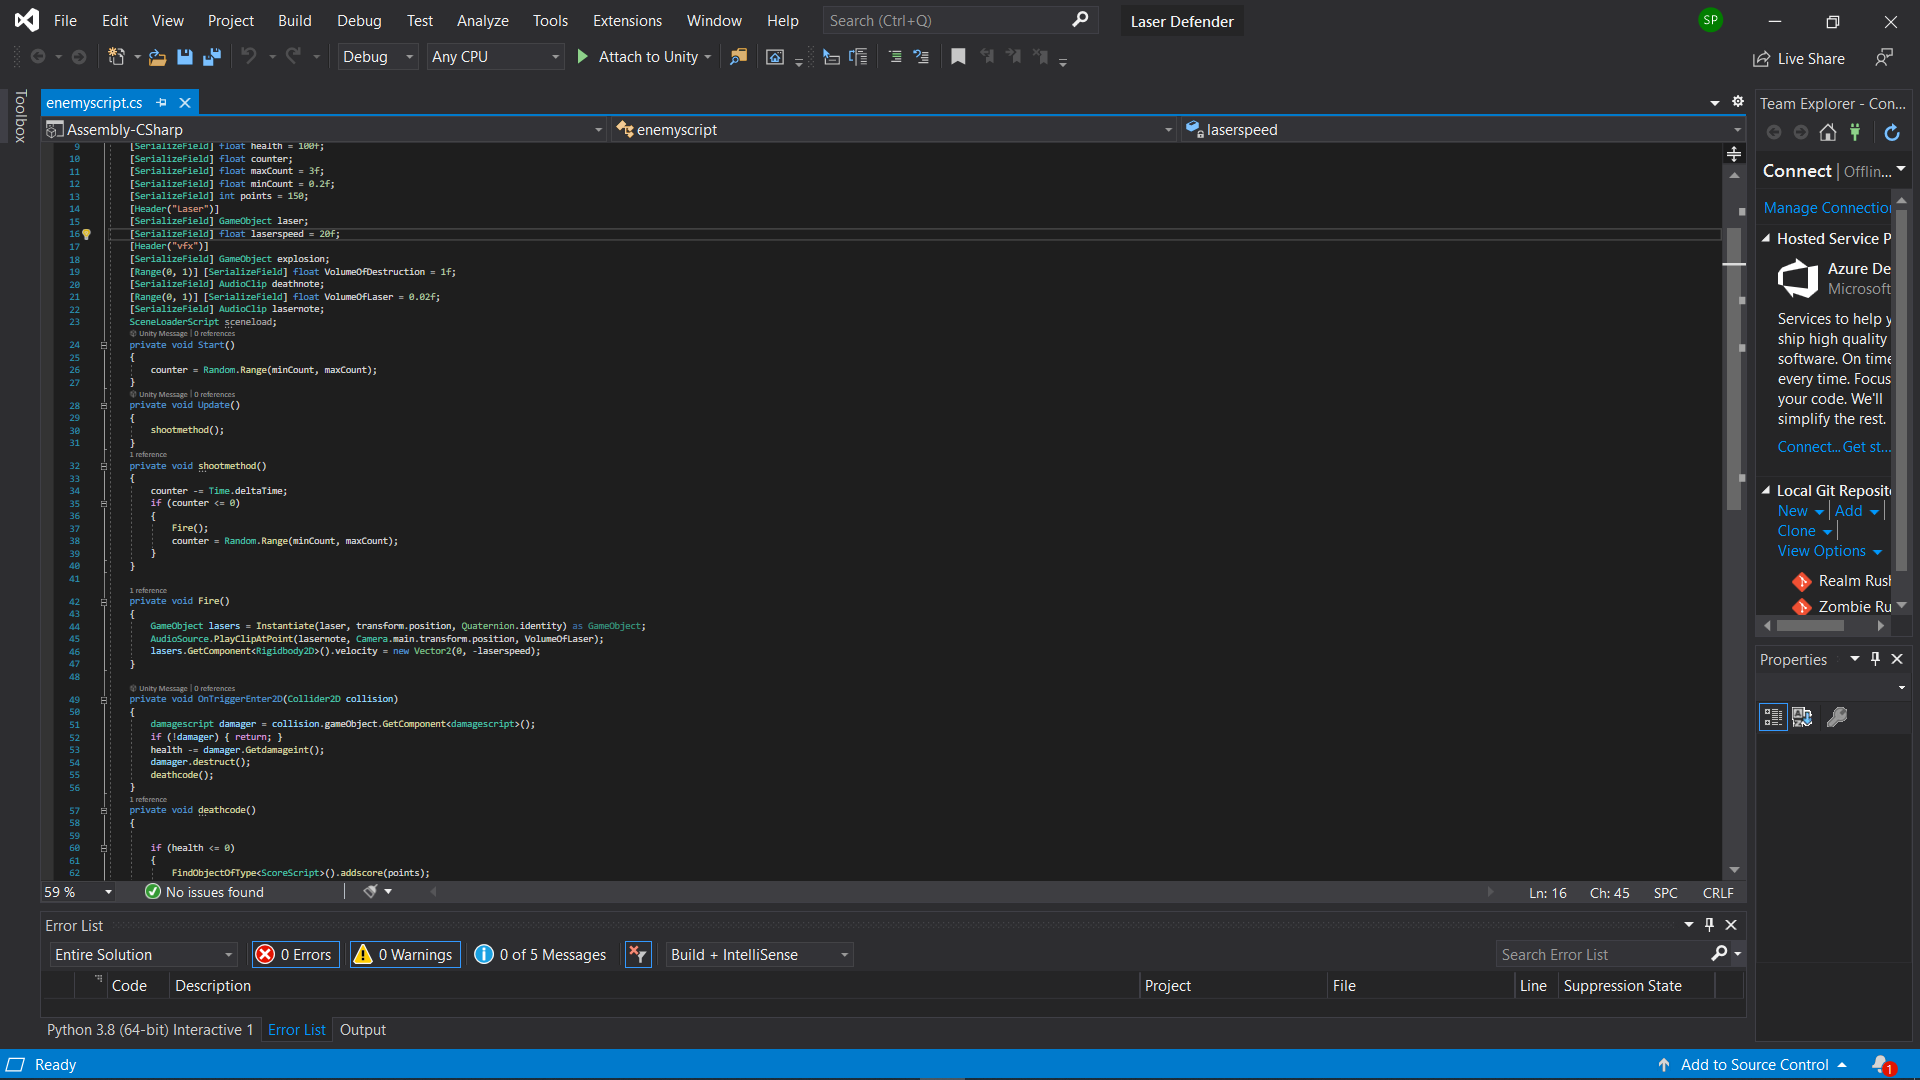 File Edit View Project Build Debug Test Analyze Tools Extensions Window Help Search (Ctrl+Q) Laser Defender SP
Debug Any CPU Attach to Unity Live Share
Toolbox
enemyscript.cs
Assembly-CSharp enemyscript laserspeed
9 [SerializeField] float health = 100f;
10 [SerializeField] float counter;
11 [SerializeField] float maxCount = 3f;
12 [SerializeField] float minCount = 0.2f;
13 [SerializeField] int points = 150;
14 [Header("Laser")]
15 [SerializeField] GameObject laser;
16 [SerializeField] float laserspeed = 20f;
17 [Header("vfx")]
18 [SerializeField] GameObject explosion;
19 [Range(0, 1)] [SerializeField] float VolumeOfDestruction = 1f;
20 [SerializeField] AudioClip deathnote;
21 [Range(0, 1)] [SerializeField] float VolumeOfLaser = 0.02f;
22 [SerializeField] AudioClip lasernote;
23 SceneLoaderScript sceneload;
Unity Message | 0 references
24 private void Start()
25 {
26 counter = Random.Range(minCount, maxCount);
27 }
Unity Message | 0 references
28 private void Update()
29 {
30 shootmethod();
31 }
1 reference
32 private void shootmethod()
33 {
34 counter -= Time.deltaTime;
35 if (counter <= 0)
36 {
37 Fire();
38 counter = Random.Range(minCount, maxCount);
39 }
40 }
41
1 reference
42 private void Fire()
43 {
44 GameObject lasers = Instantiate(laser, transform.position, Quaternion.identity) as GameObject;
45 AudioSource.PlayClipAtPoint(lasernote, Camera.main.transform.position, VolumeOfLaser);
46 lasers.GetComponent<Rigidbody2D>().velocity = new Vector2(0, -laserspeed);
47 }
48
Unity Message | 0 references
49 private void OnTriggerEnter2D(Collider2D collision)
50 {
51 damagescript damager = collision.gameObject.GetComponent<damagescript>();
52 if (!damager) { return; }
53 health -= damager.Getdamageint();
54 damager.destruct();
55 deathcode();
56 }
1 reference
57 private void deathcode()
58 {
59
60 if (health <= 0)
61 {
62 FindObjectOfType<ScoreScript>().addscore(points);
59 % No issues found Ln: 16 Ch: 45 SPC CRLF
Error List
Entire Solution 0 Errors 0 Warnings 0 of 5 Messages Build + IntelliSense Search Error List
Code Description Project File Line Suppression State
Python 3.8 (64-bit) Interactive 1 Error List Output
Ready Add to Source Control 1
Team Explorer - Con...
Connect | Offlin...
Manage Connectio
Hosted Service P
Azure De
Microsoft
Services to help y
ship high quality
software. On time
every time. Focus
your code. We'll
simplify the rest.
Connect... Get st...
Local Git Reposit
New Add
Clone
View Options
Realm Rush
Zombie Ru
Properties